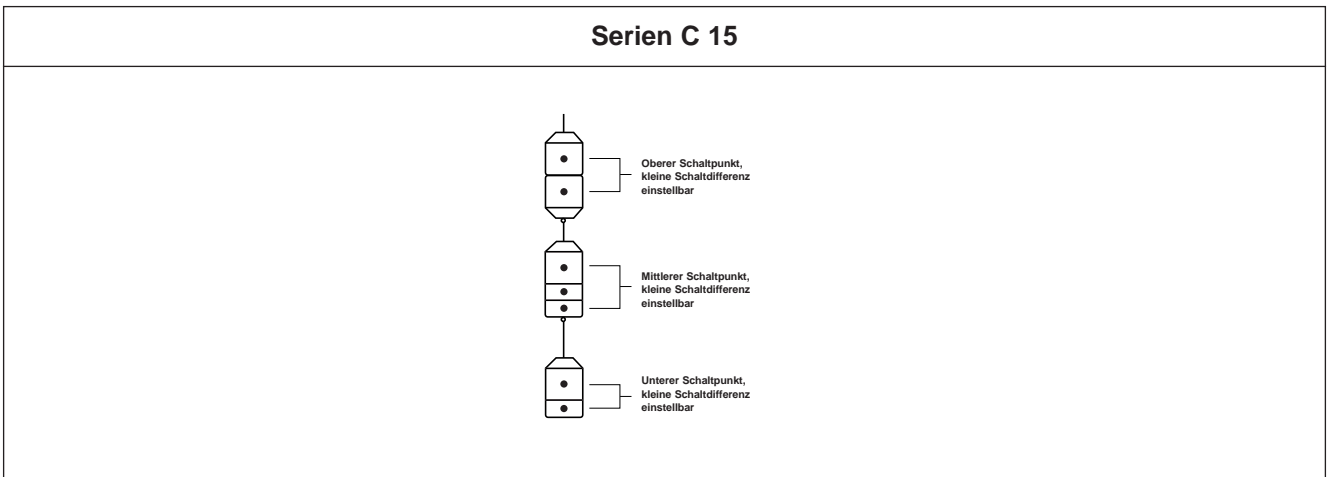 Serien C 15
Oberer Schaltpunkt,
kleine Schaltdifferenz
einstellbar
Mittlerer Schaltpunkt,
kleine Schaltdifferenz
einstellbar
Unterer Schaltpunkt,
kleine Schaltdifferenz
einstellbar